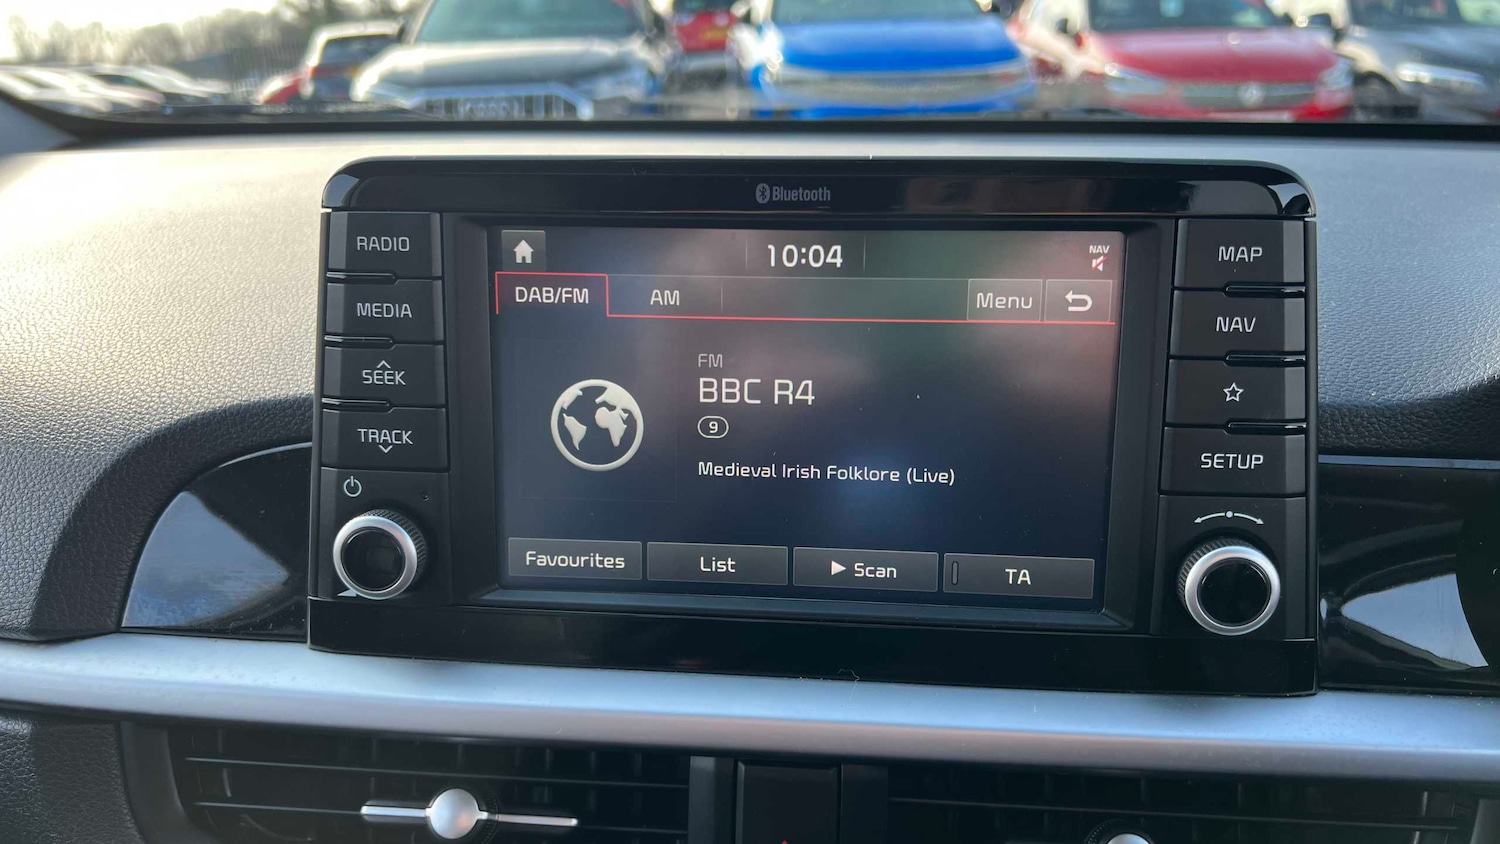 Bluetooth
RADIO
MEDIA
SEEK
TRACK
10:04
NAV
DAB/FM
AM
Menu
FM
BBC R4
9
Medieval Irish Folklore (Live)
Favourites
List
Scan
TA
MAP
NAV
SETUP